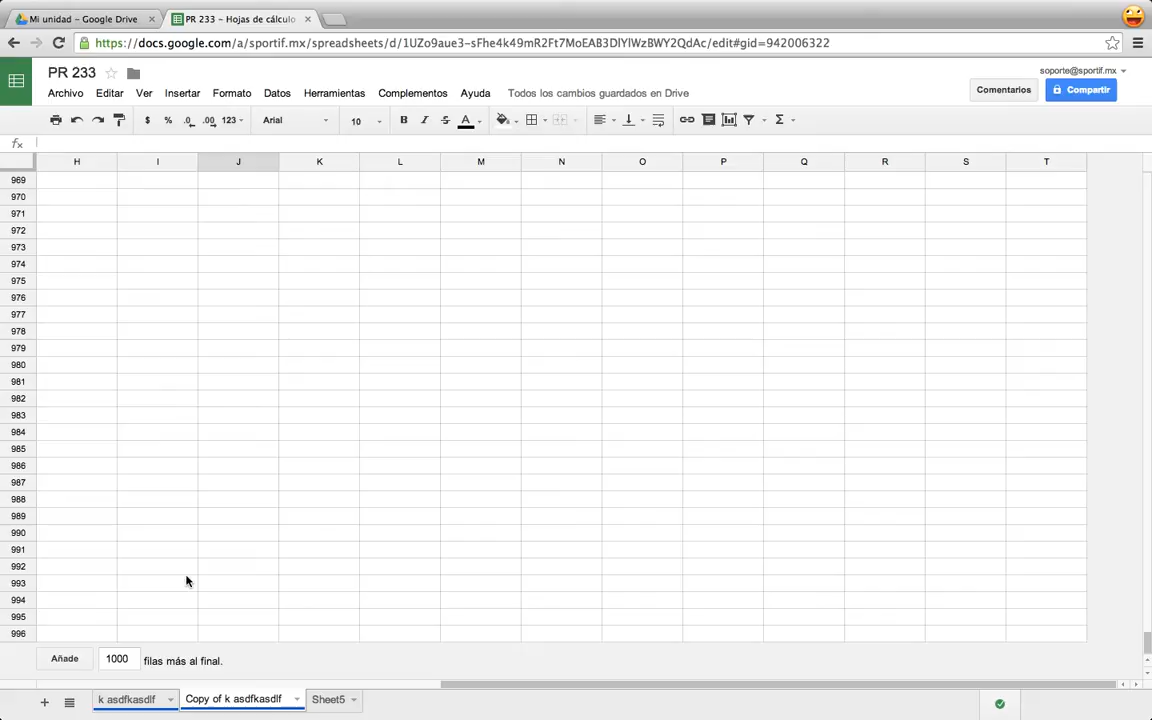 Mi unidad – Google Drive
PR 233 – Hojas de cálculo
https://docs.google.com/a/sportif.mx/spreadsheets/d/1UZo9aue3-sFhe4k49mR2Ft7MoEAB3DlYlWzBWY2QdAc/edit#gid=942006322
PR 233
soporte@sportif.mx
Archivo Editar Ver Insertar Formato Datos Herramientas Complementos Ayuda Todos los cambios guardados en Drive
Comentarios Compartir
$ % .0 .00 123 Arial 10 B I S A Σ
fx
H I J K L M N O P Q R S T
969
970
971
972
973
974
975
976
977
978
979
980
981
982
983
984
985
986
987
988
989
990
991
992
993
994
995
996
Añade 1000 filas más al final.
+ k asdfkasdlf Copy of k asdfkasdlf Sheet5